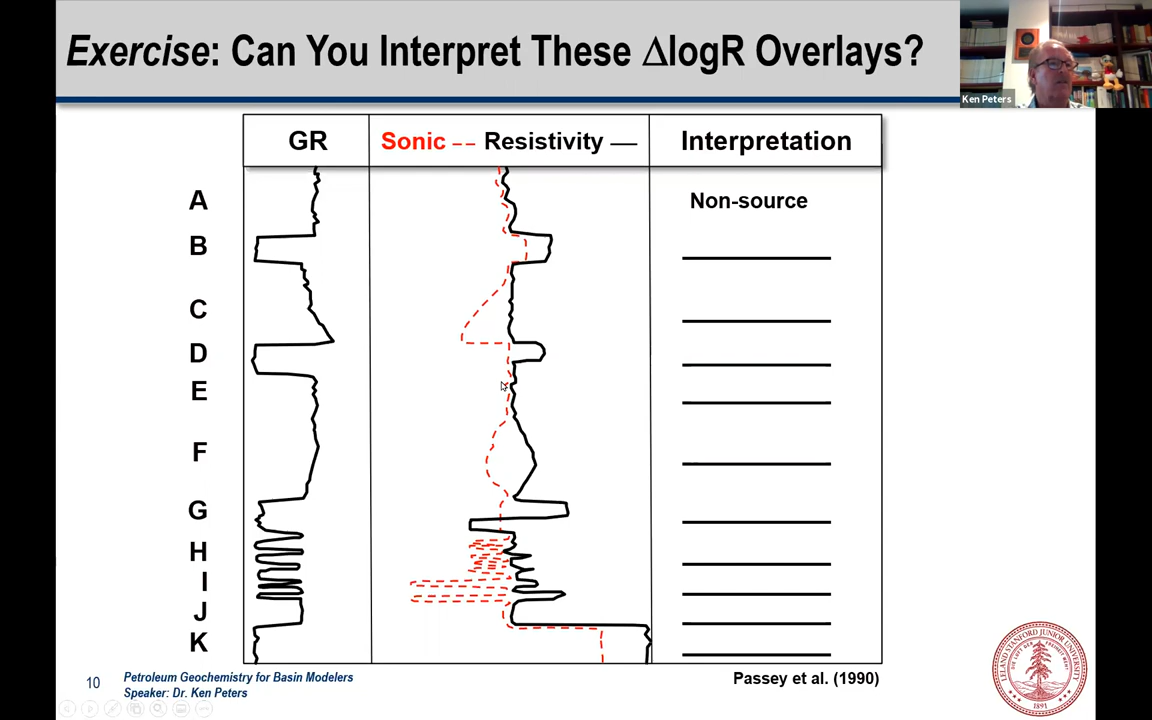 Exercise: Can You Interpret These ΔlogR Overlays?
Ken Peters
GR
Sonic -- Resistivity —
Interpretation
A
Non-source
B
C
D
E
F
G
H
I
J
K
10
Petroleum Geochemistry for Basin Modelers
Speaker: Dr. Ken Peters
Passey et al. (1990)